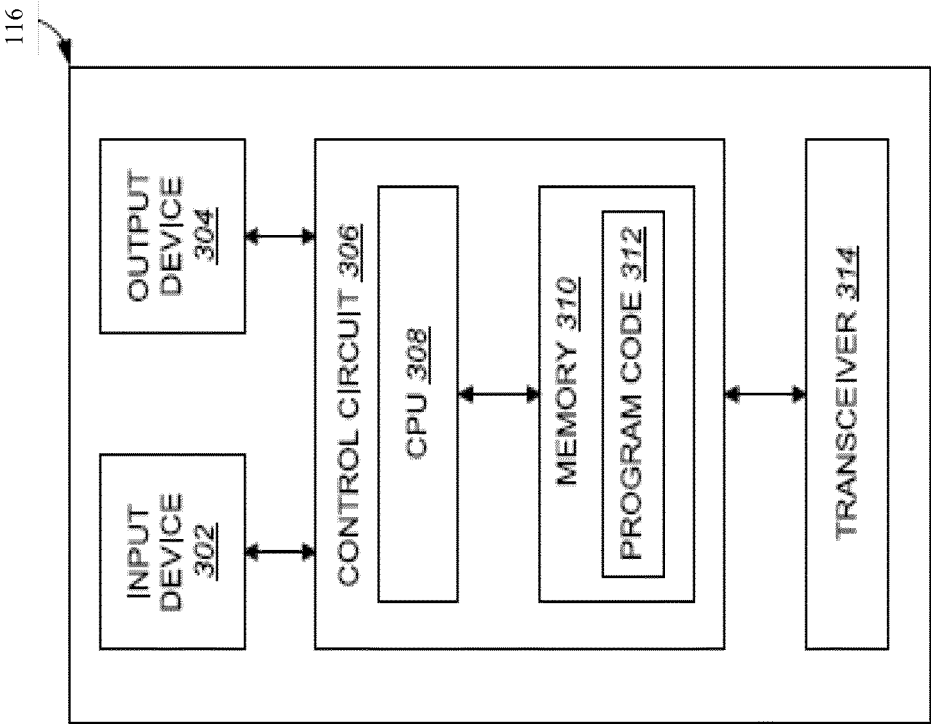 116
INPUT
DEVICE
302
OUTPUT
DEVICE
304
CONTROL CIRCUIT 306
CPU 308
MEMORY 310
PROGRAM CODE 312
TRANSCEIVER 314